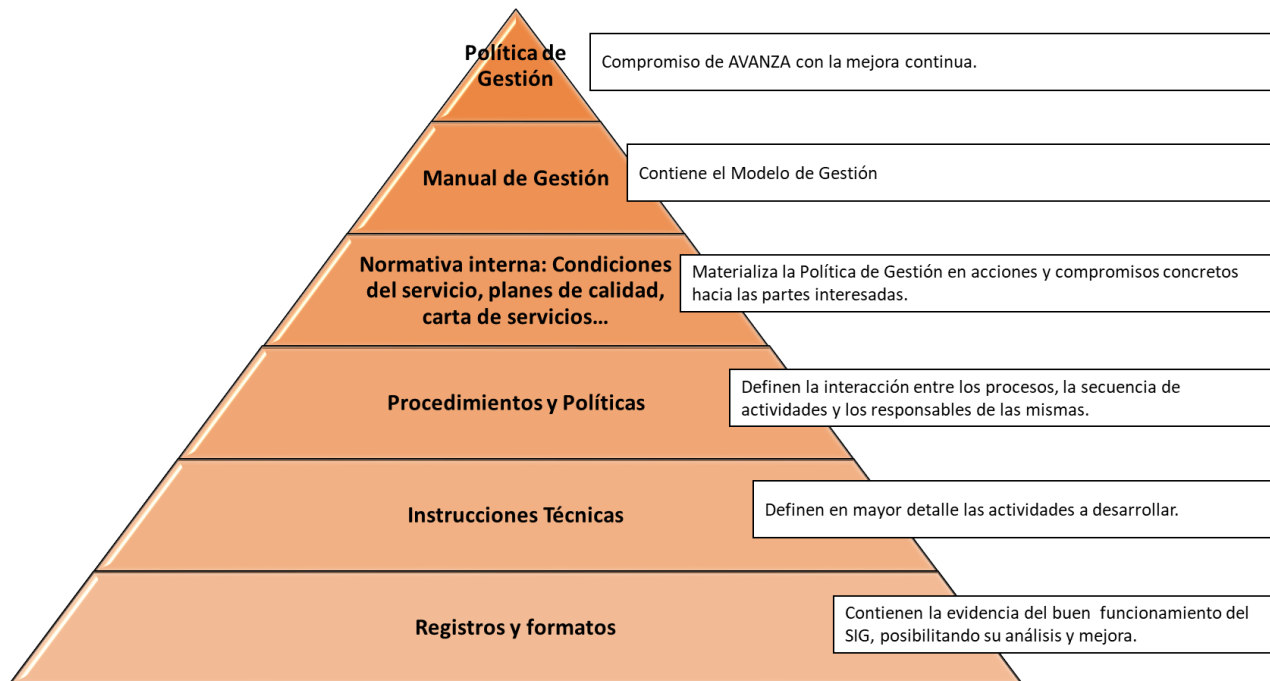 Política de
Gestión
Compromiso de AVANZA con la mejora continua.
Manual de Gestión
Contiene el Modelo de Gestión
Normativa interna: Condiciones
del servicio, planes de calidad,
carta de servicios…
Materializa la Política de Gestión en acciones y compromisos concretos
hacia las partes interesadas.
Procedimientos y Políticas
Definen la interacción entre los procesos, la secuencia de
actividades y los responsables de las mismas.
Instrucciones Técnicas
Definen en mayor detalle las actividades a desarrollar.
Registros y formatos
Contienen la evidencia del buen  funcionamiento del
SIG, posibilitando su análisis y mejora.